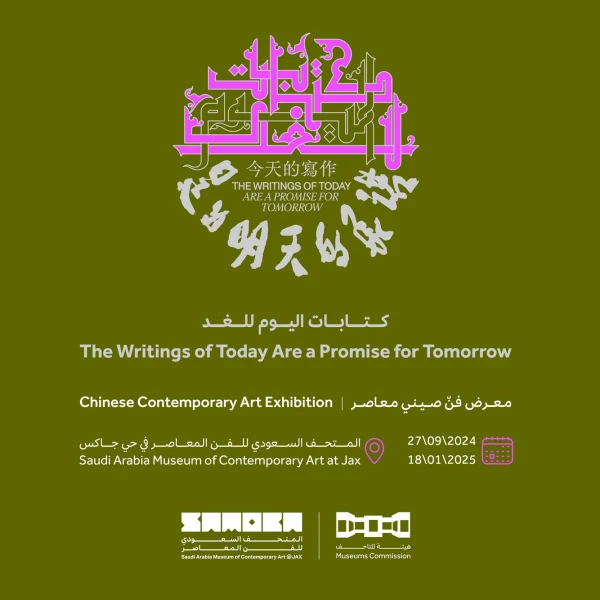 今天的寫作
THE WRITINGS OF TODAY
ARE A PROMISE FOR
TOMORROW
明天的承諾
كتابات اليوم للغد
The Writings of Today Are a Promise for Tomorrow
Chinese Contemporary Art Exhibition | معرض فنّ صيني معاصر
المتحف السعودي للفن المعاصر في حي جاكس
Saudi Arabia Museum of Contemporary Art at Jax
27\09\2024
18\01\2025
SAMOCA
المتحف السعودي
للفن المعاصر
Saudi Arabia Museum of Contemporary Art @JAX
هيئة المتاحف
Museums Commission